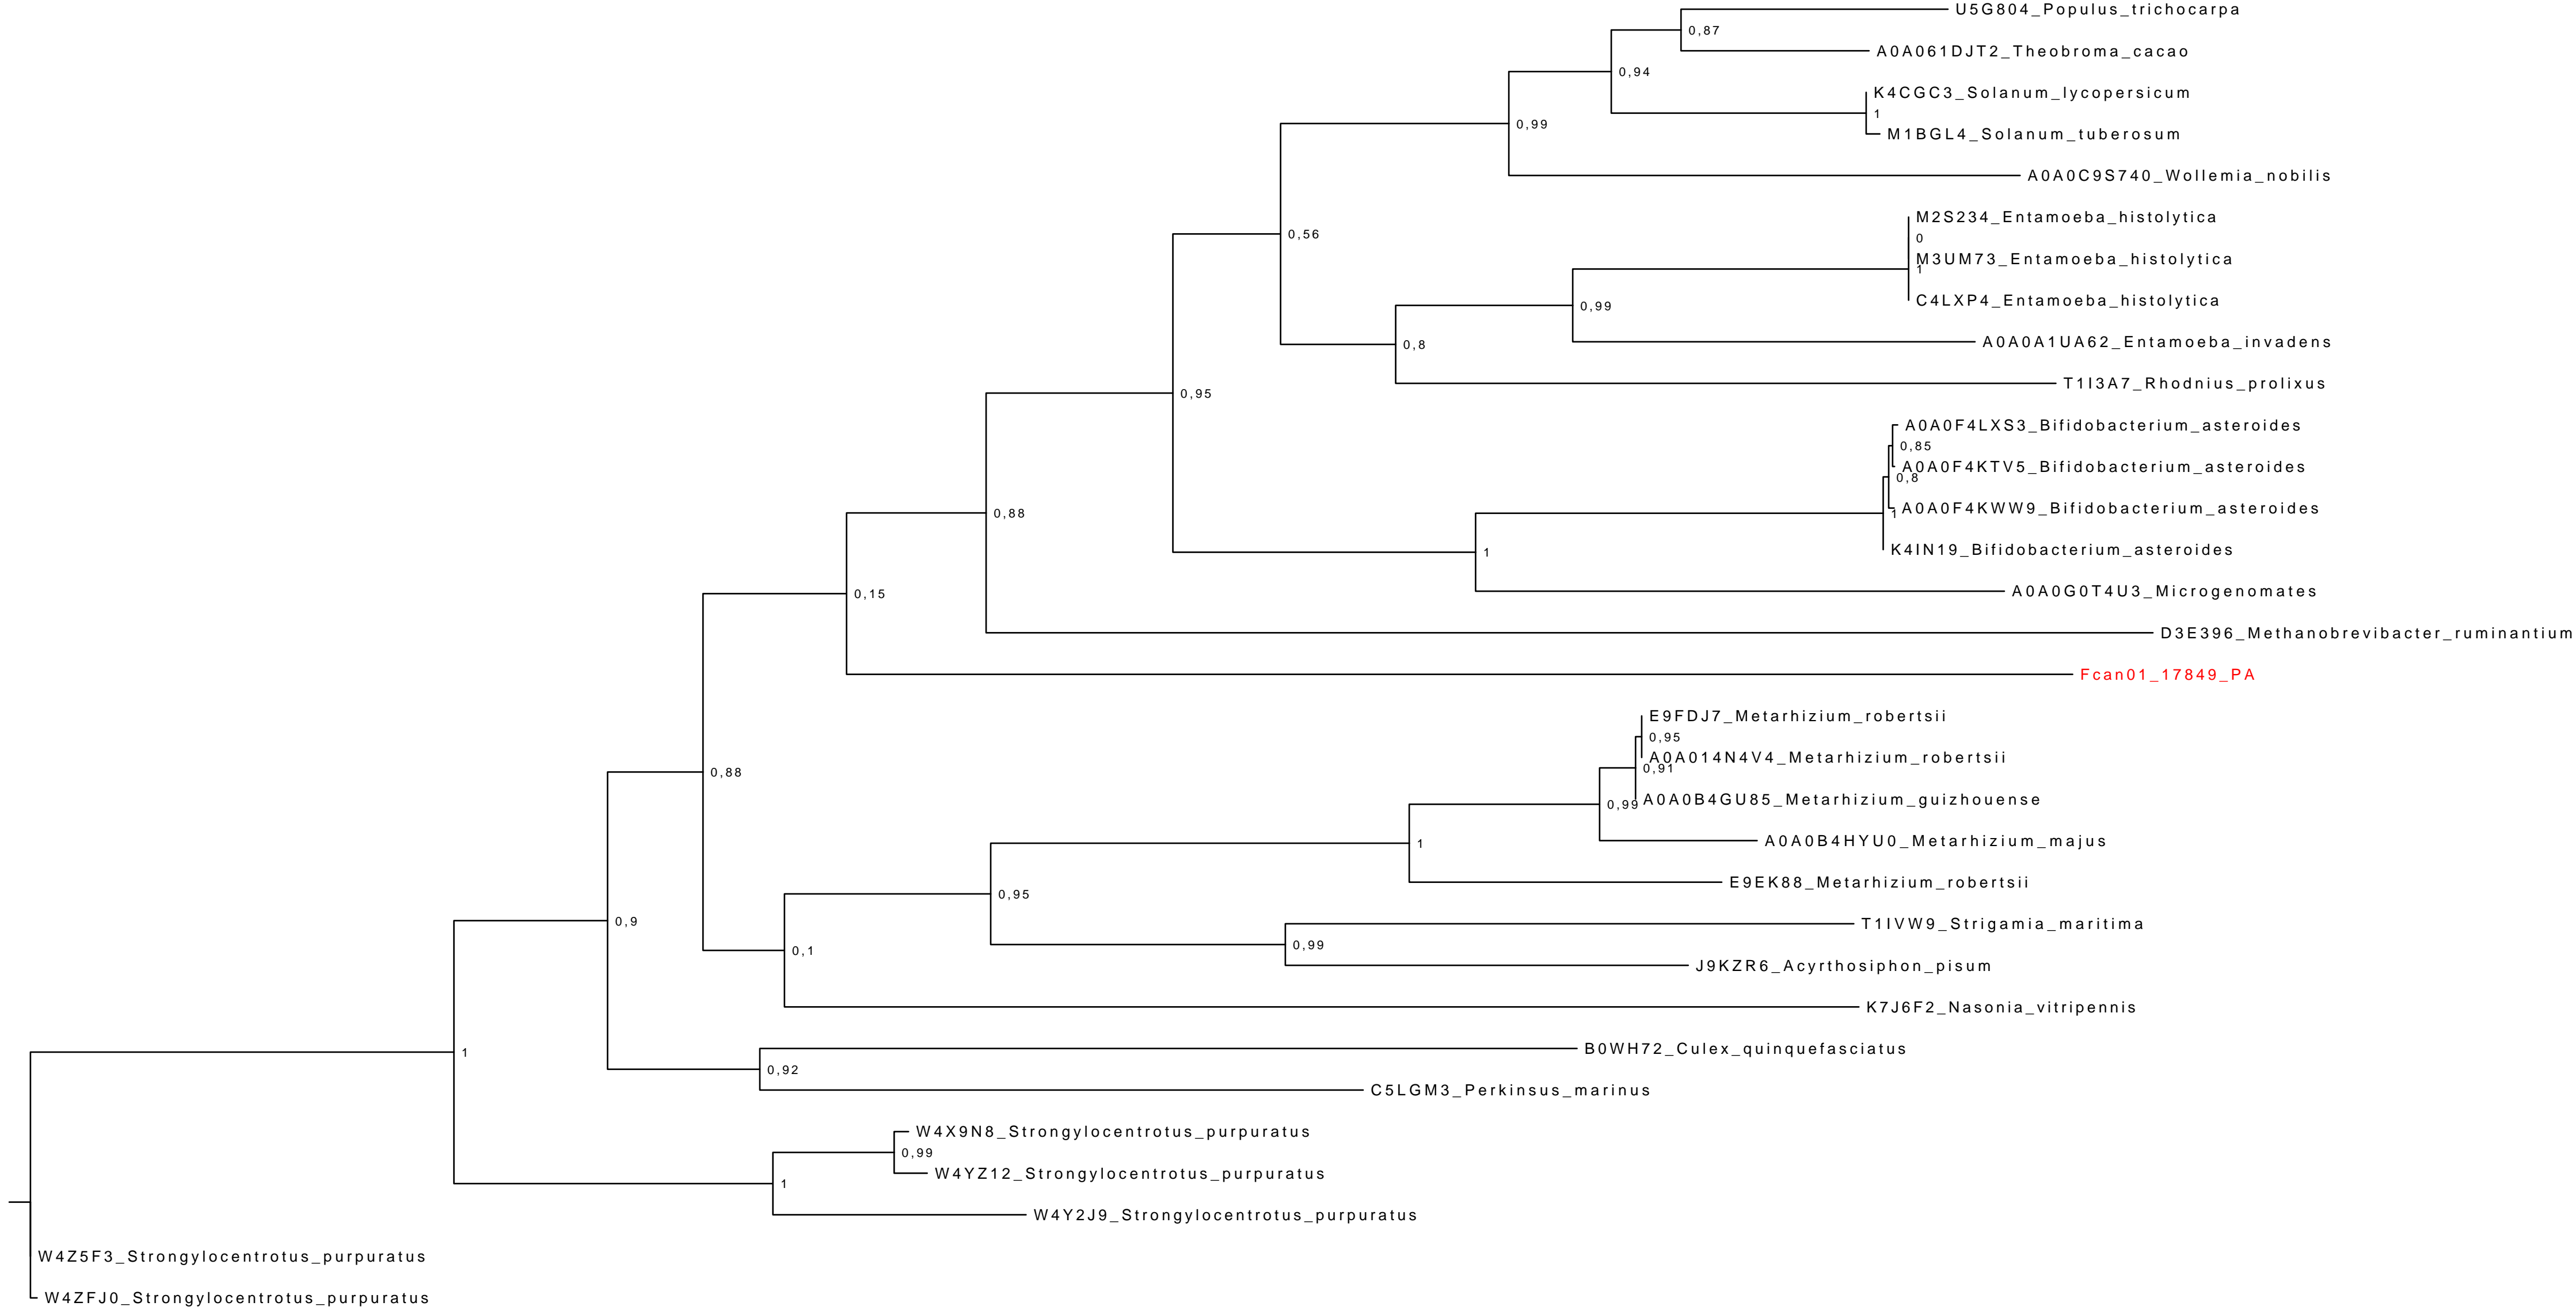 U5G804_Populus_trichocarpa
0,87
A0A061DJT2_Theobroma_cacao
0,94
K4CGC3_Solanum_lycopersicum
1
0,99
M1BGL4_Solanum_tuberosum
A0A0C9S740_Wollemia_nobilis
M2S234_Entamoeba_histolytica
0,56
0
M3UM73_Entamoeba_histolytica
1
C4LXP4_Entamoeba_histolytica
0,99
A0A0A1UA62_Entamoeba_invadens
0,8
T1I3A7_Rhodnius_prolixus
0,95
A0A0F4LXS3_Bifidobacterium_asteroides
0,85
A0A0F4KTV5_Bifidobacterium_asteroides
0,8
A0A0F4KWW9_Bifidobacterium_asteroides
0,88
1
K4IN19_Bifidobacterium_asteroides
1
A0A0G0T4U3_Microgenomates
0,15
D3E396_Methanobrevibacter_ruminantium
Fcan01_17849_PA
E9FDJ7_Metarhizium_robertsii
0,95
A0A014N4V4_Metarhizium_robertsii
0,91
0,88
A0A0B4GU85_Metarhizium_guizhouense
0,99
A0A0B4HYU0_Metarhizium_majus
1
E9EK88_Metarhizium_robertsii
0,95
0,9
T1IVW9_Strigamia_maritima
0,99
0,1
J9KZR6_Acyrthosiphon_pisum
K7J6F2_Nasonia_vitripennis
1
B0WH72_Culex_quinquefasciatus
0,92
C5LGM3_Perkinsus_marinus
W4X9N8_Strongylocentrotus_purpuratus
0,99
W4YZ12_Strongylocentrotus_purpuratus
1
W4Y2J9_Strongylocentrotus_purpuratus
W4Z5F3_Strongylocentrotus_purpuratus
W4ZFJ0_Strongylocentrotus_purpuratus